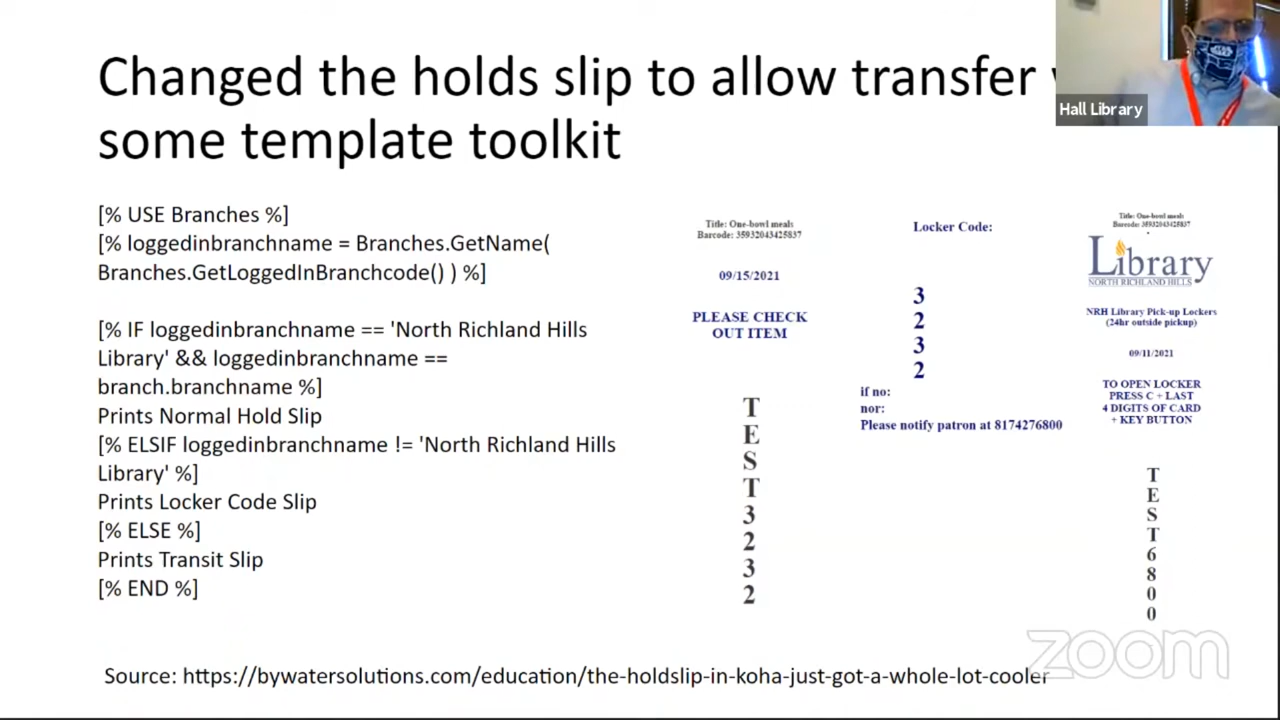 Changed the holds slip to allow transfer
some template toolkit
Hall Library
[% USE Branches %]
[% loggedinbranchname = Branches.GetName(
Branches.GetLoggedInBranchcode() ) %]
[% IF loggedinbranchname == 'North Richland Hills
Library' && loggedinbranchname ==
branch.branchname %]
Prints Normal Hold Slip
[% ELSIF loggedinbranchname != 'North Richland Hills
Library' %]
Prints Locker Code Slip
[% ELSE %]
Prints Transit Slip
[% END %]
Title: One-bowl meals
Barcode: 35932043425837
09/15/2021
PLEASE CHECK
OUT ITEM
T
E
S
T
3
2
3
2
Locker Code:
3
2
3
2
if no:
nor:
Please notify patron at 8174276800
Title: One-bowl meals
Barcode: 35932043425837
Library
NORTH RICHLAND HILLS
NRH Library Pick-up Lockers
(24hr outside pickup)
09/11/2021
TO OPEN LOCKER
PRESS C + LAST
4 DIGITS OF CARD
+ KEY BUTTON
T
E
S
T
6
8
0
0
zoom
Source: https://bywatersolutions.com/education/the-holdslip-in-koha-just-got-a-whole-lot-cooler